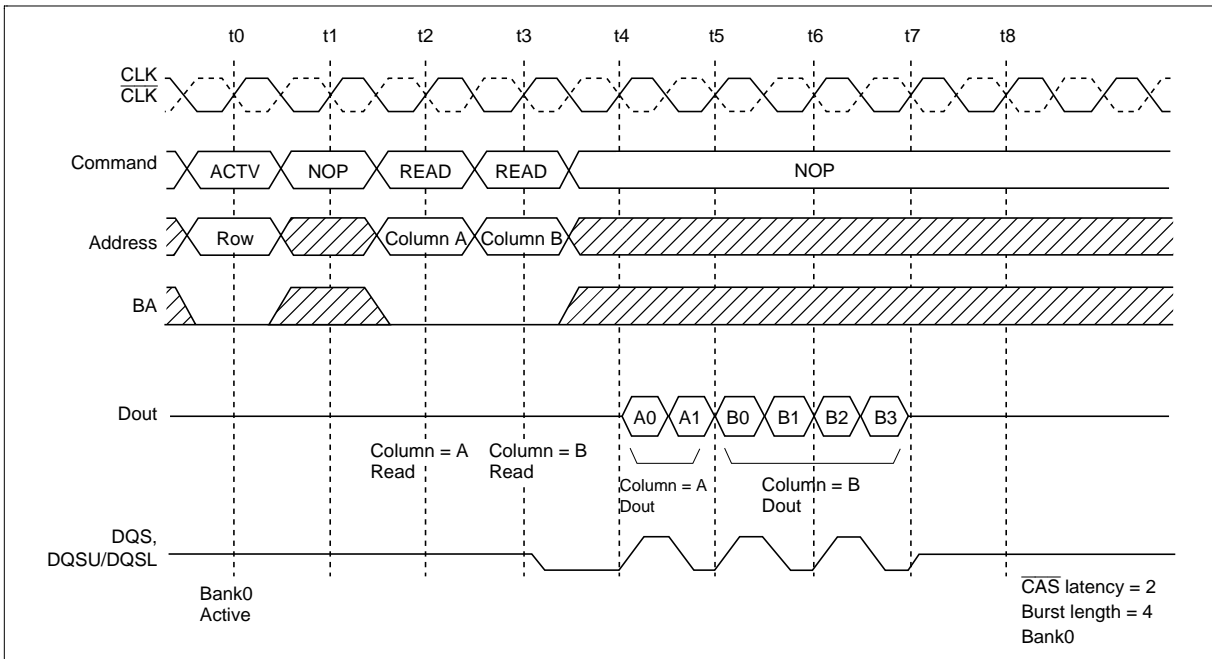 t0 t1 t2 t3 t4 t5 t6 t7 t8
CLK
CLK
Command ACTV NOP READ READ NOP
Address Row Column A Column B
BA
Dout A0 A1 B0 B1 B2 B3
Column = A Column = B
Read Read
Column = A Column = B
Dout Dout
DQS,
DQSU/DQSL
Bank0
Active
CAS latency = 2
Burst length = 4
Bank0